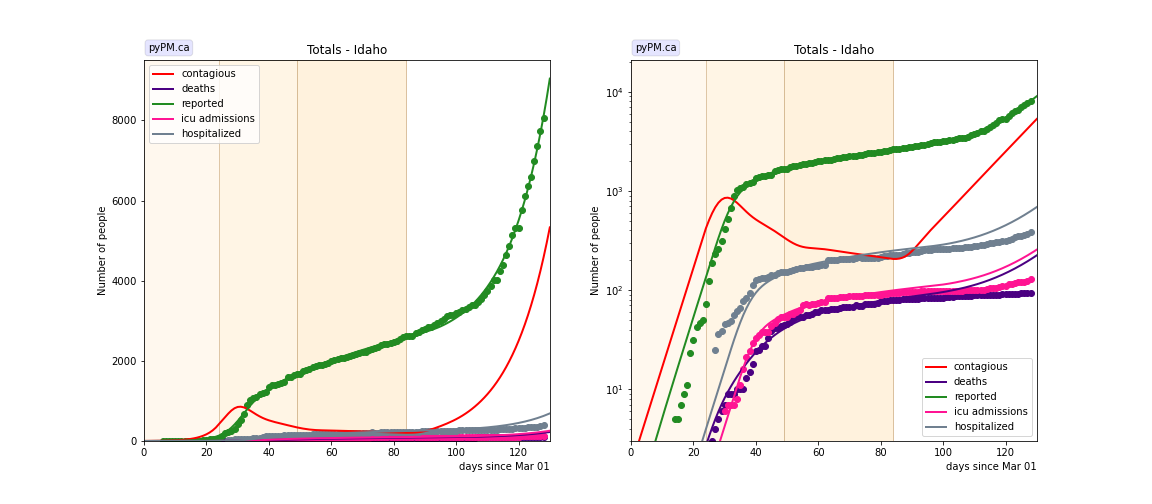 pyPM.ca
Totals - Idaho
contagious
deaths
reported
icu admissions
hospitalized
Number of people
8000
6000
4000
2000
0
0 20 40 60 80 100 120
days since Mar 01
pyPM.ca
Totals - Idaho
Number of people
10^4
10^3
10^2
10^1
contagious
deaths
reported
icu admissions
hospitalized
0 20 40 60 80 100 120
days since Mar 01